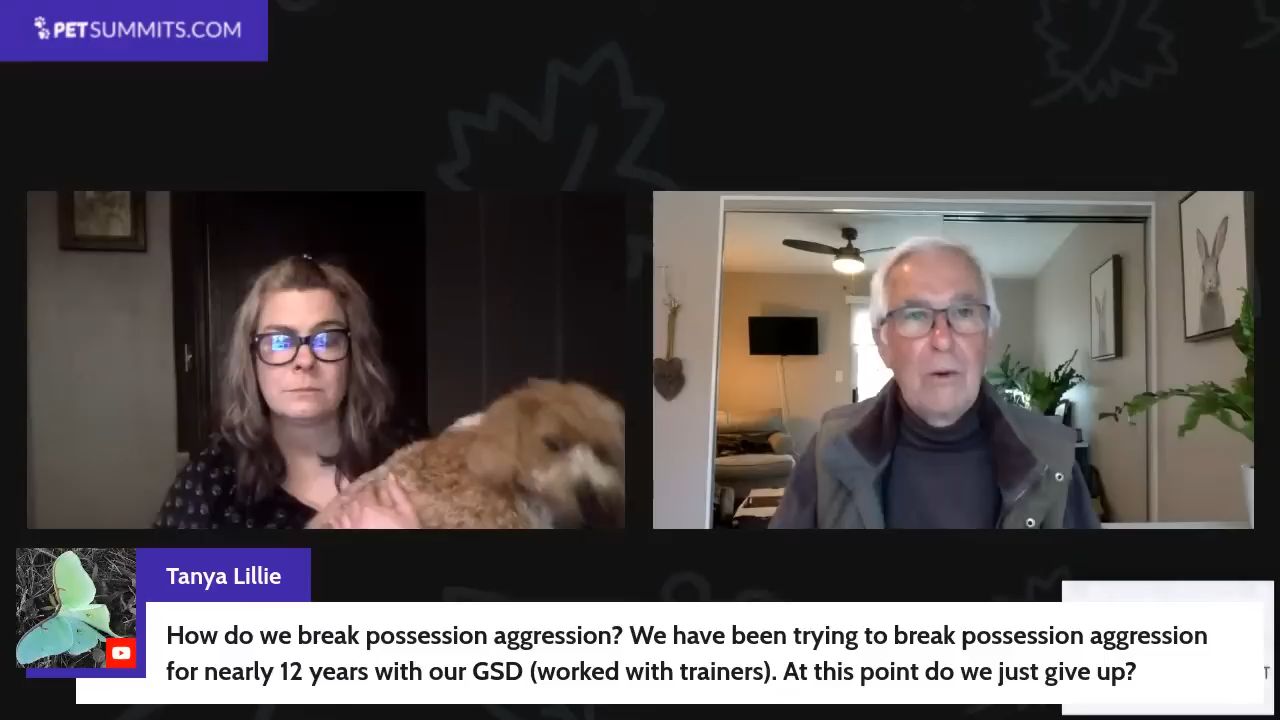 PETSUMMITS.COM
Tanya Lillie
How do we break possession aggression? We have been trying to break possession aggression
for nearly 12 years with our GSD (worked with trainers). At this point do we just give up?